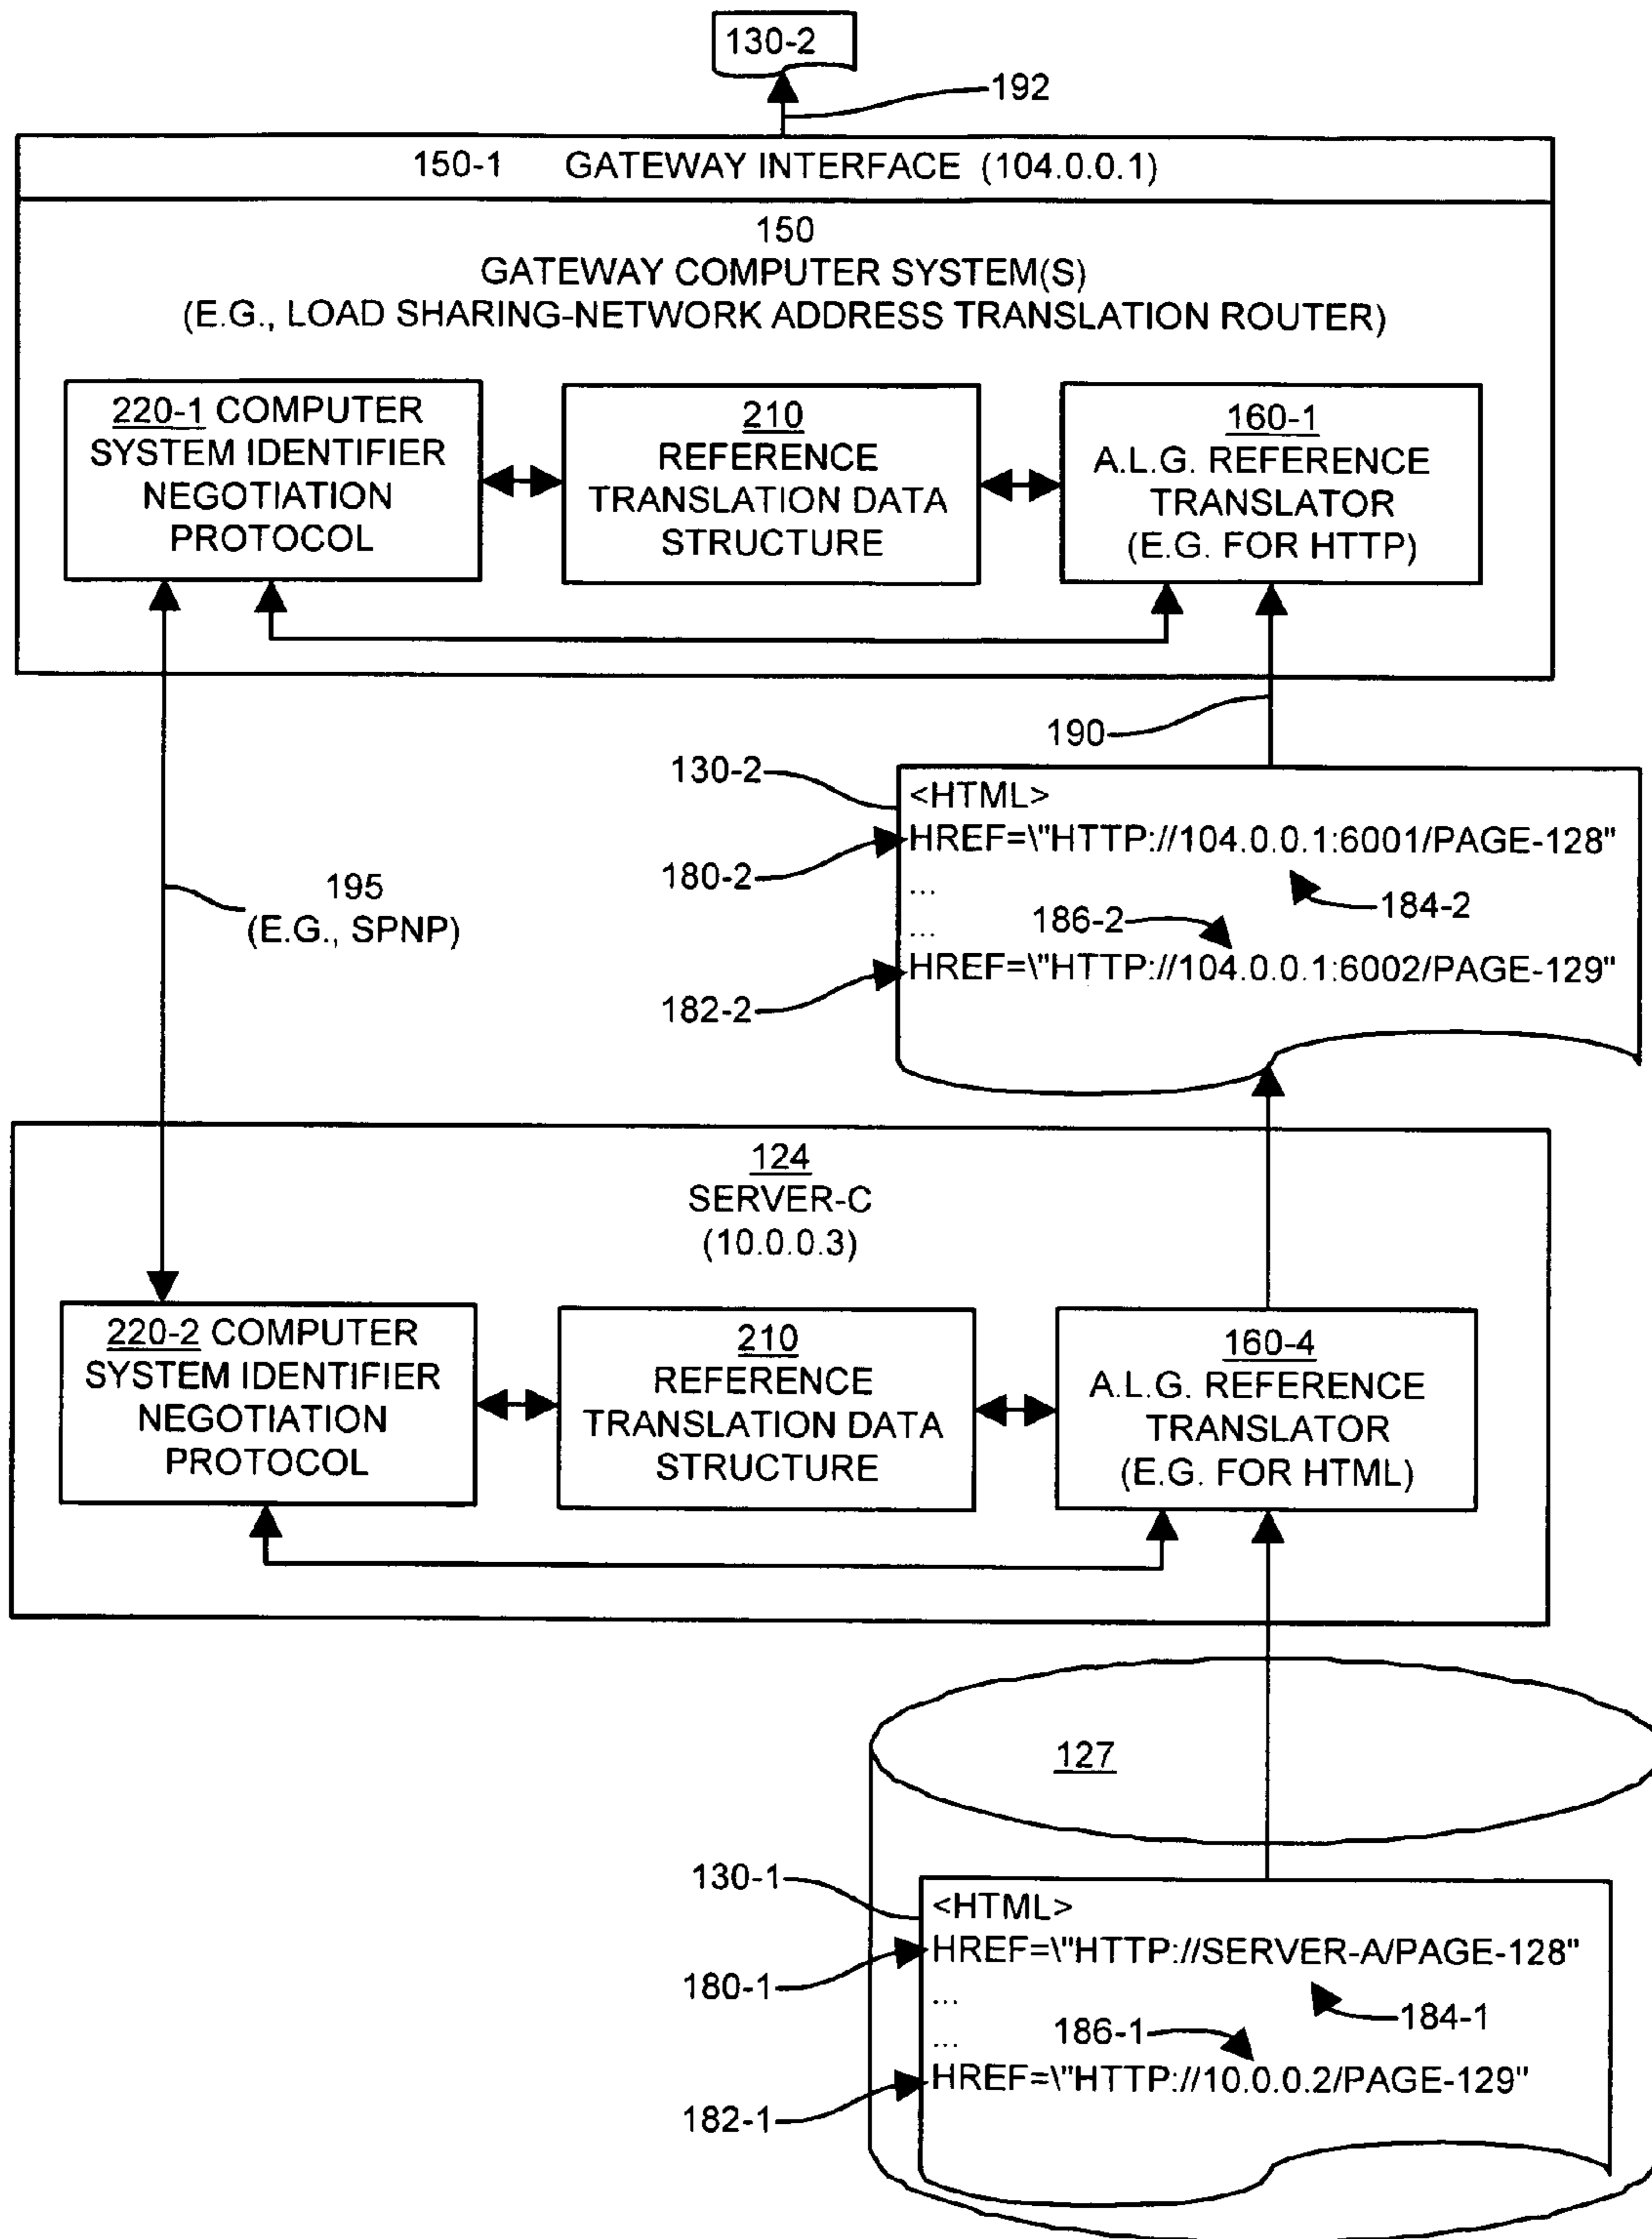 130-2
192
150-1 GATEWAY INTERFACE (104.0.0.1)
150
GATEWAY COMPUTER SYSTEM(S)
(E.G., LOAD SHARING-NETWORK ADDRESS TRANSLATION ROUTER)
220-1 COMPUTER
SYSTEM IDENTIFIER
NEGOTIATION
PROTOCOL
210
REFERENCE
TRANSLATION DATA
STRUCTURE
160-1
A.L.G. REFERENCE
TRANSLATOR
(E.G. FOR HTTP)
190
195
(E.G., SPNP)
130-2
<HTML>
HREF=\"HTTP://104.0.0.1:6001/PAGE-128"
180-2
...
184-2
186-2
...
HREF=\"HTTP://104.0.0.1:6002/PAGE-129"
182-2
124
SERVER-C
(10.0.0.3)
220-2 COMPUTER
SYSTEM IDENTIFIER
NEGOTIATION
PROTOCOL
210
REFERENCE
TRANSLATION DATA
STRUCTURE
160-4
A.L.G. REFERENCE
TRANSLATOR
(E.G. FOR HTML)
127
130-1
<HTML>
HREF=\"HTTP://SERVER-A/PAGE-128"
180-1
...
184-1
186-1
...
HREF=\"HTTP://10.0.0.2/PAGE-129"
182-1